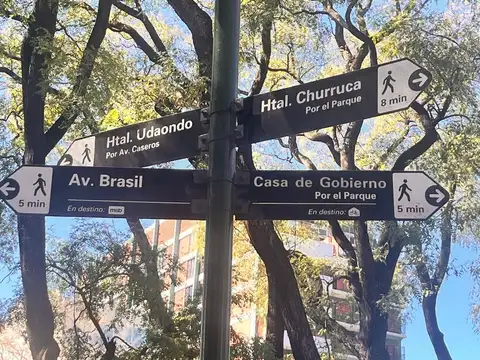 Htal. Udaondo
Por Av. Caseros
Htal. Churruca
Por el Parque
8 min
5 min
Av. Brasil
En destino:
Casa de Gobierno
Por el Parque
En destino:
5 min